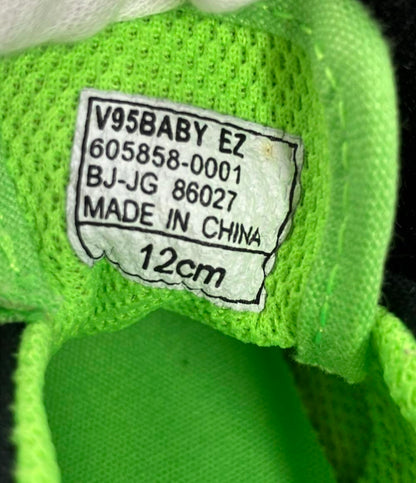 V95BABY EZ
605858-0001
BJ-JG 86027
MADE IN CHINA
12cm